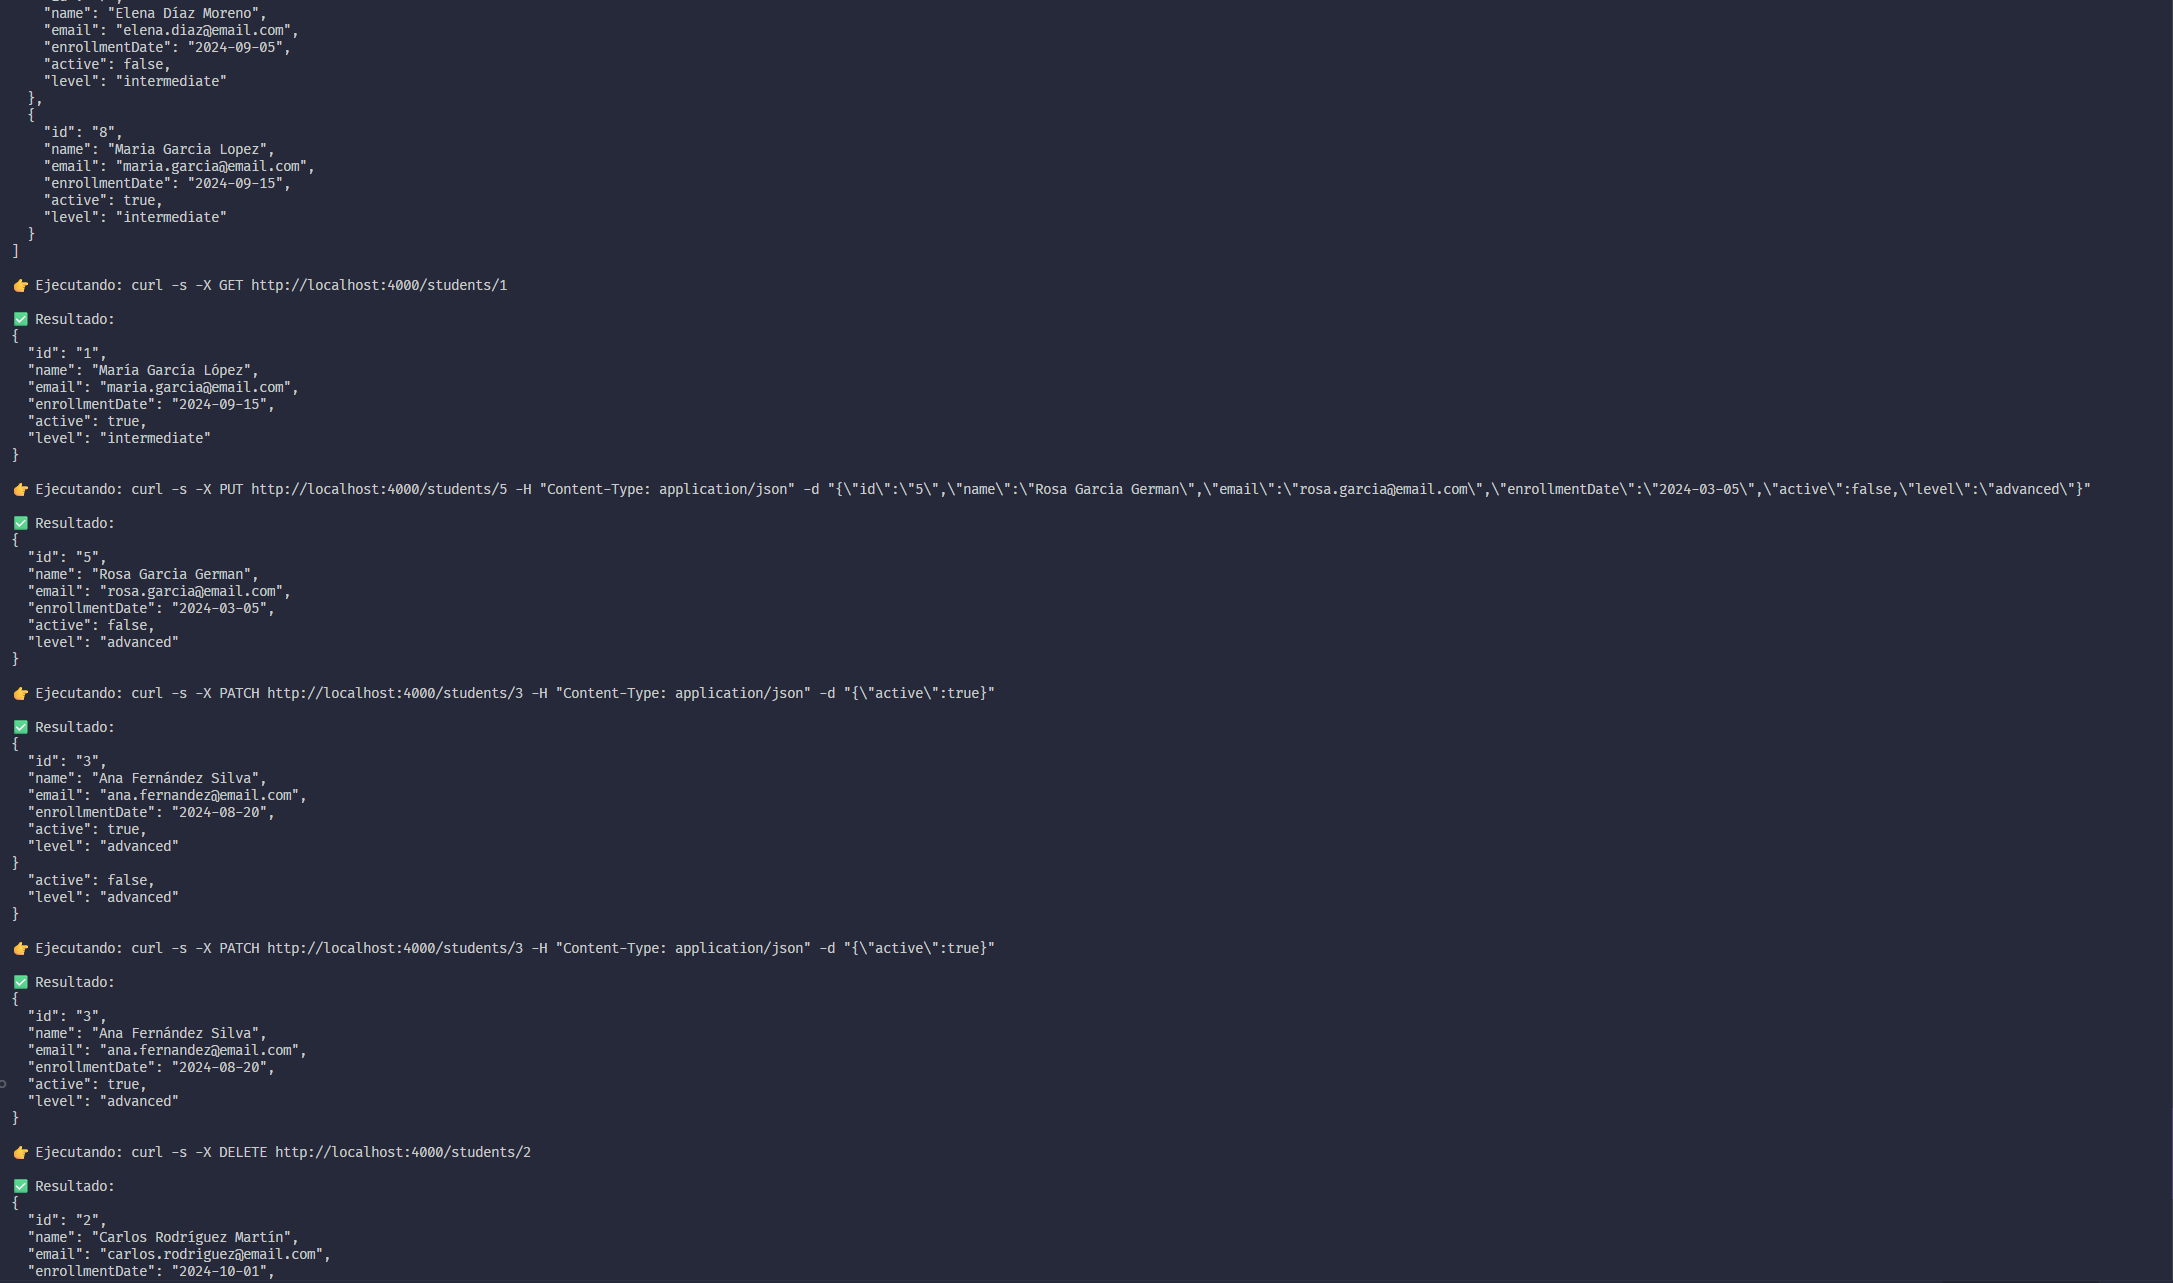 "name": "Elena Díaz Moreno",
"email": "elena.diaz@email.com",
"enrollmentDate": "2024-09-05",
"active": false,
"level": "intermediate"
},
{
"id": "8",
"name": "Maria Garcia Lopez",
"email": "maria.garcia@email.com",
"enrollmentDate": "2024-09-15",
"active": true,
"level": "intermediate"
}
]
👉 Ejecutando: curl -s -X GET http://localhost:4000/students/1
✅ Resultado:
{
"id": "1",
"name": "María García López",
"email": "maria.garcia@email.com",
"enrollmentDate": "2024-09-15",
"active": true,
"level": "intermediate"
}
👉 Ejecutando: curl -s -X PUT http://localhost:4000/students/5 -H "Content-Type: application/json" -d "{\"id\":\"5\",\"name\":\"Rosa Garcia German\",\"email\":\"rosa.garcia@email.com\",\"enrollmentDate\":\"2024-03-05\",\"active\":false,\"level\":\"advanced\"}"
✅ Resultado:
{
"id": "5",
"name": "Rosa Garcia German",
"email": "rosa.garcia@email.com",
"enrollmentDate": "2024-03-05",
"active": false,
"level": "advanced"
}
👉 Ejecutando: curl -s -X PATCH http://localhost:4000/students/3 -H "Content-Type: application/json" -d "{\"active\":true}"
✅ Resultado:
{
"id": "3",
"name": "Ana Fernández Silva",
"email": "ana.fernandez@email.com",
"enrollmentDate": "2024-08-20",
"active": true,
"level": "advanced"
}
"active": false,
"level": "advanced"
}
👉 Ejecutando: curl -s -X PATCH http://localhost:4000/students/3 -H "Content-Type: application/json" -d "{\"active\":true}"
✅ Resultado:
{
"id": "3",
"name": "Ana Fernández Silva",
"email": "ana.fernandez@email.com",
"enrollmentDate": "2024-08-20",
"active": true,
"level": "advanced"
}
👉 Ejecutando: curl -s -X DELETE http://localhost:4000/students/2
✅ Resultado:
{
"id": "2",
"name": "Carlos Rodríguez Martín",
"email": "carlos.rodriguez@email.com",
"enrollmentDate": "2024-10-01",